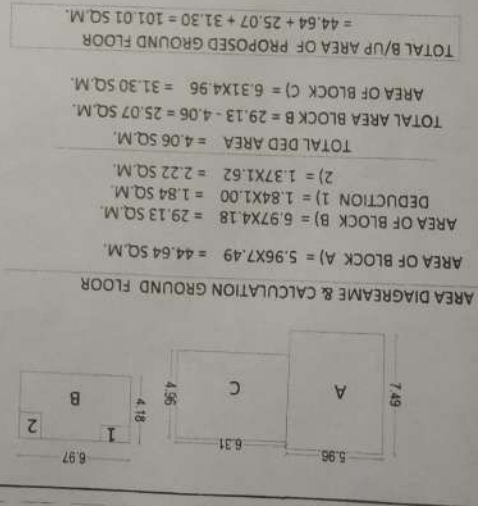 5.96
6.31
6.97
7.49
A
C
4.96
4.18
1
2
B
AREA DIAGREAME & CALCULATION GROUND FLOOR
AREA OF BLOCK A) = 5.96X7.49 = 44.64 SQ.M.
AREA OF BLOCK B) = 6.97X4.18 = 29.13 SQ.M.
DEDUCTION 1) = 1.84X1.00 = 1.84 SQ.M.
2) = 1.37X1.62 = 2.22 SQ.M.
TOTAL DED AREA = 4.06 SQ.M.
TOTAL AREA BLOCK B = 29.13 - 4.06 = 25.07 SQ.M.
AREA OF BLOCK C) = 6.31X4.96 = 31.30 SQ.M.
TOTAL B/UP AREA OF PROPOSED GROUND FLOOR
= 44.64 + 25.07 + 31.30 = 101.01 SQ.M.